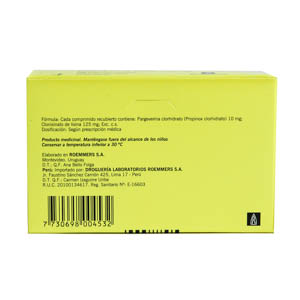 Fórmula: Cada comprimido recubierto contiene: Pargeverina clorhidrato (Propinox clorhidrato) 10 mg;
Clonixinato de lisina 125 mg; Exc. c.s.
Dosificación: Según prescripción médica
Producto medicinal. Manténgase fuera del alcance de los niños
Conservar a temperatura inferior a 30 ºC
Elaborado en ROEMMERS S.A.
Montevideo, Uruguay
D.T.: Q.F. Ana Bello Folga
Perú: Importado por: DROGUERÍA LABORATORIOS ROEMMERS S.A.
Jr. Faustino Sánchez Carrión 425, Lima 17 - Perú
D.T.: Q.F. Carmen Izaguirre Uribe
R.U.C. 20100134617. Reg. Sanitario Nº: E-16603
7 730698 004532